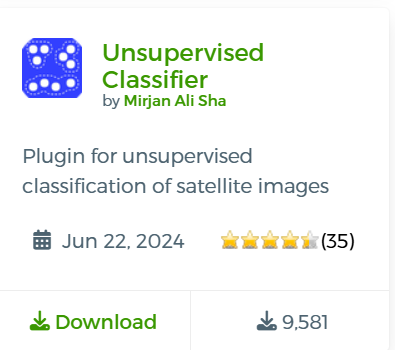 Unsupervised
Classifier
by Mirjan Ali Sha
Plugin for unsupervised
classification of satellite images
Jun 22, 2024
(35)
Download
9,581